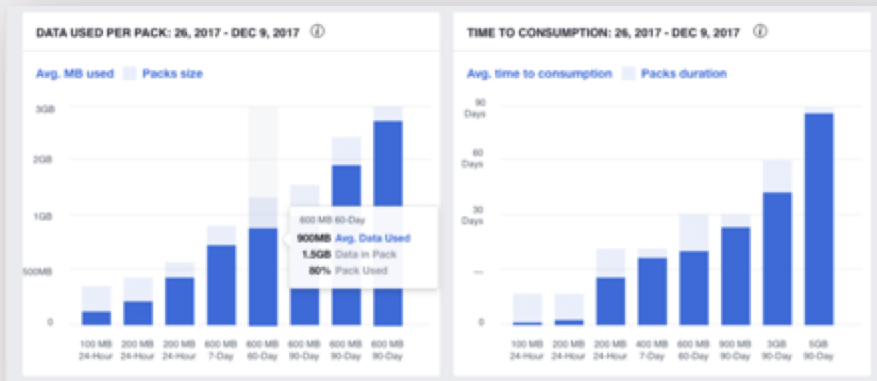 DATA USED PER PACK: 26, 2017 - DEC 9, 2017
Avg. MB used Packs size
3GB
2GB
1GB
500MB
0
600 MB 60-Day
900MB Avg. Data Used
1.5GB Data in Pack
80% Pack Used
100 MB 200 MB 200 MB 600 MB 600 MB 600 MB 600 MB 600 MB
24-Hour 24-Hour 24-Hour 7-Day 60-Day 90-Day 90-Day 90-Day
TIME TO CONSUMPTION: 26, 2017 - DEC 9, 2017
Avg. time to consumption Packs duration
90
Days
60
Days
30
Days
0
100 MB 200 MB 200 MB 400 MB 600 MB 900 MB 3GB 5GB
24-Hour 24-Hour 24-Hour 7-Day 60-Day 90-Day 90-Day 90-Day